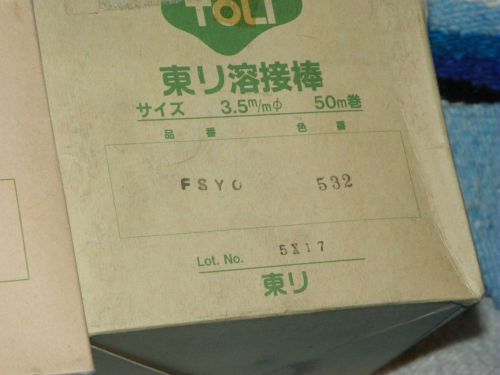 TOLI
東リ溶接棒
サイズ 3.5m/mφ 50m巻
品番 色番
FSYO 532
Lot. No. 5X17
東リ